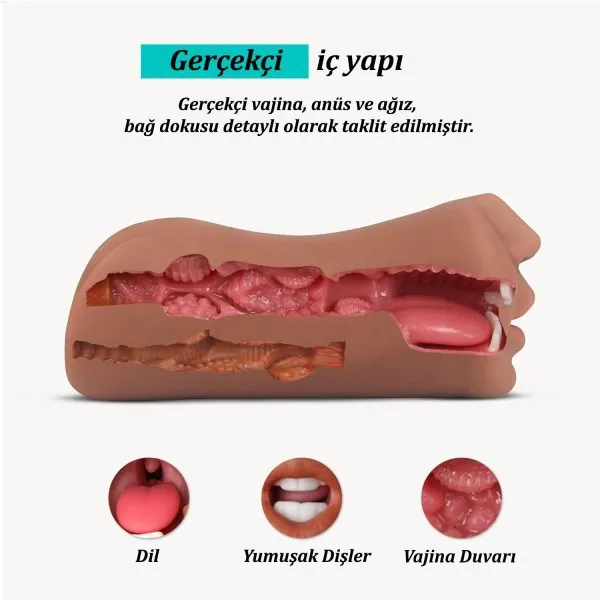 Gerçekçi iç yapı
Gerçekçi vajina, anüs ve ağız,
bağ dokusu detaylı olarak taklit edilmiştir.
Dil
Yumuşak Dişler
Vajina Duvarı